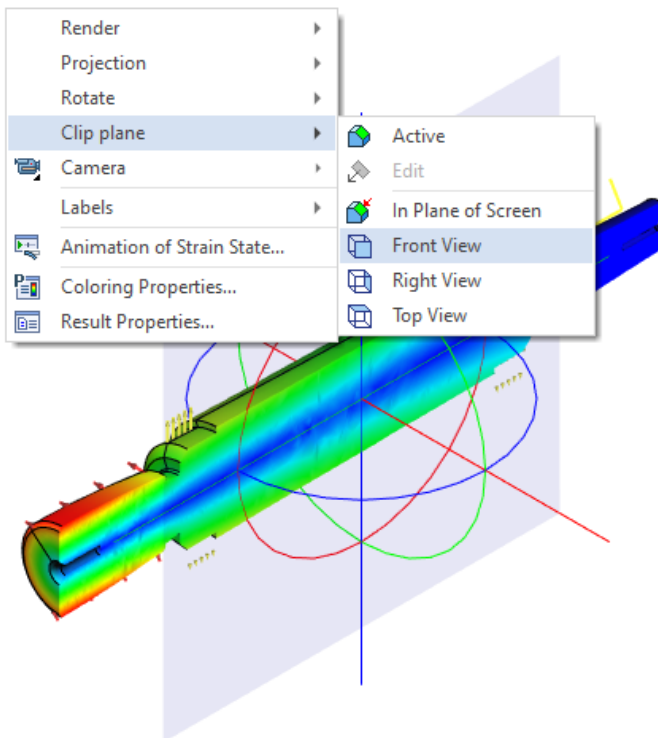 Render
Projection
Rotate
Clip plane
Camera
Labels
Animation of Strain State...
Coloring Properties...
Result Properties...
Active
Edit
In Plane of Screen
Front View
Right View
Top View